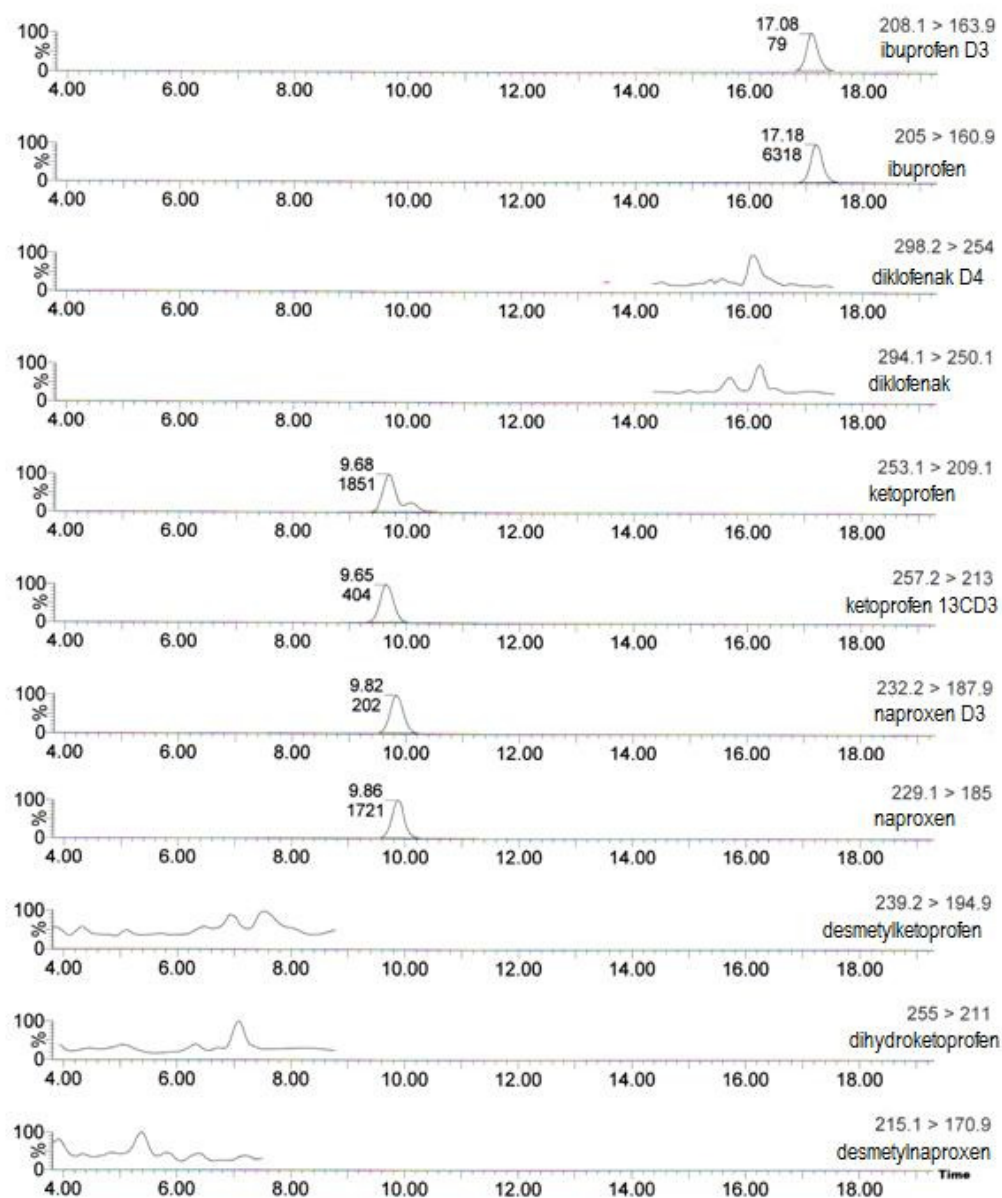 100
%
0
17.08
79
208.1 > 163.9
ibuprofen D3
4.00 6.00 8.00 10.00 12.00 14.00 16.00 18.00
100
%
0
17.18
6318
205 > 160.9
ibuprofen
4.00 6.00 8.00 10.00 12.00 14.00 16.00 18.00
100
%
0
298.2 > 254
diklofenak D4
4.00 6.00 8.00 10.00 12.00 14.00 16.00 18.00
100
%
0
294.1 > 250.1
diklofenak
4.00 6.00 8.00 10.00 12.00 14.00 16.00 18.00
100
%
0
9.68
1851
253.1 > 209.1
ketoprofen
4.00 6.00 8.00 10.00 12.00 14.00 16.00 18.00
100
%
0
9.65
404
257.2 > 213
ketoprofen 13CD3
4.00 6.00 8.00 10.00 12.00 14.00 16.00 18.00
100
%
0
9.82
202
232.2 > 187.9
naproxen D3
4.00 6.00 8.00 10.00 12.00 14.00 16.00 18.00
100
%
0
9.86
1721
229.1 > 185
naproxen
4.00 6.00 8.00 10.00 12.00 14.00 16.00 18.00
100
%
0
239.2 > 194.9
desmetylketoprofen
4.00 6.00 8.00 10.00 12.00 14.00 16.00 18.00
100
%
0
255 > 211
dihydroketoprofen
4.00 6.00 8.00 10.00 12.00 14.00 16.00 18.00
100
%
0
215.1 > 170.9
desmetylnaproxen
Time
4.00 6.00 8.00 10.00 12.00 14.00 16.00 18.00